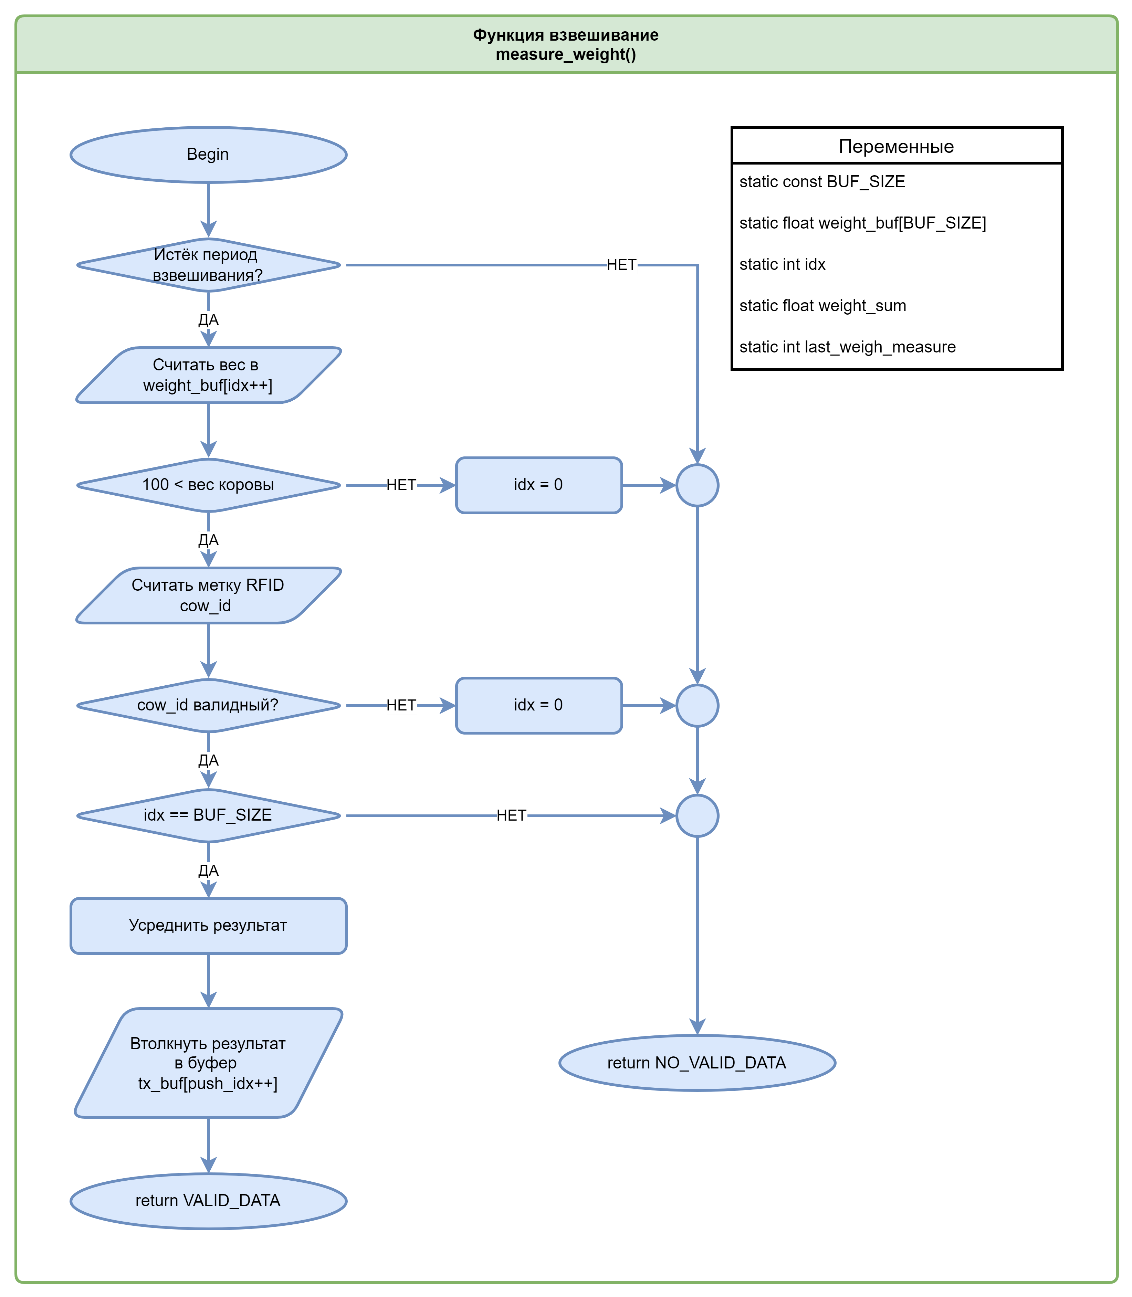 Функция взвешивание
measure_weight()
Begin
Истёк период
взвешивания?
НЕТ
ДА
Считать вес в
weight_buf[idx++]
100 < вес коровы
НЕТ
idx = 0
ДА
Считать метку RFID
cow_id
cow_id валидный?
НЕТ
idx = 0
ДА
idx == BUF_SIZE
НЕТ
ДА
Усреднить результат
Втолкнуть результат
в буфер
tx_buf[push_idx++]
return NO_VALID_DATA
return VALID_DATA
Переменные
static const BUF_SIZE
static float weight_buf[BUF_SIZE]
static int idx
static float weight_sum
static int last_weigh_measure